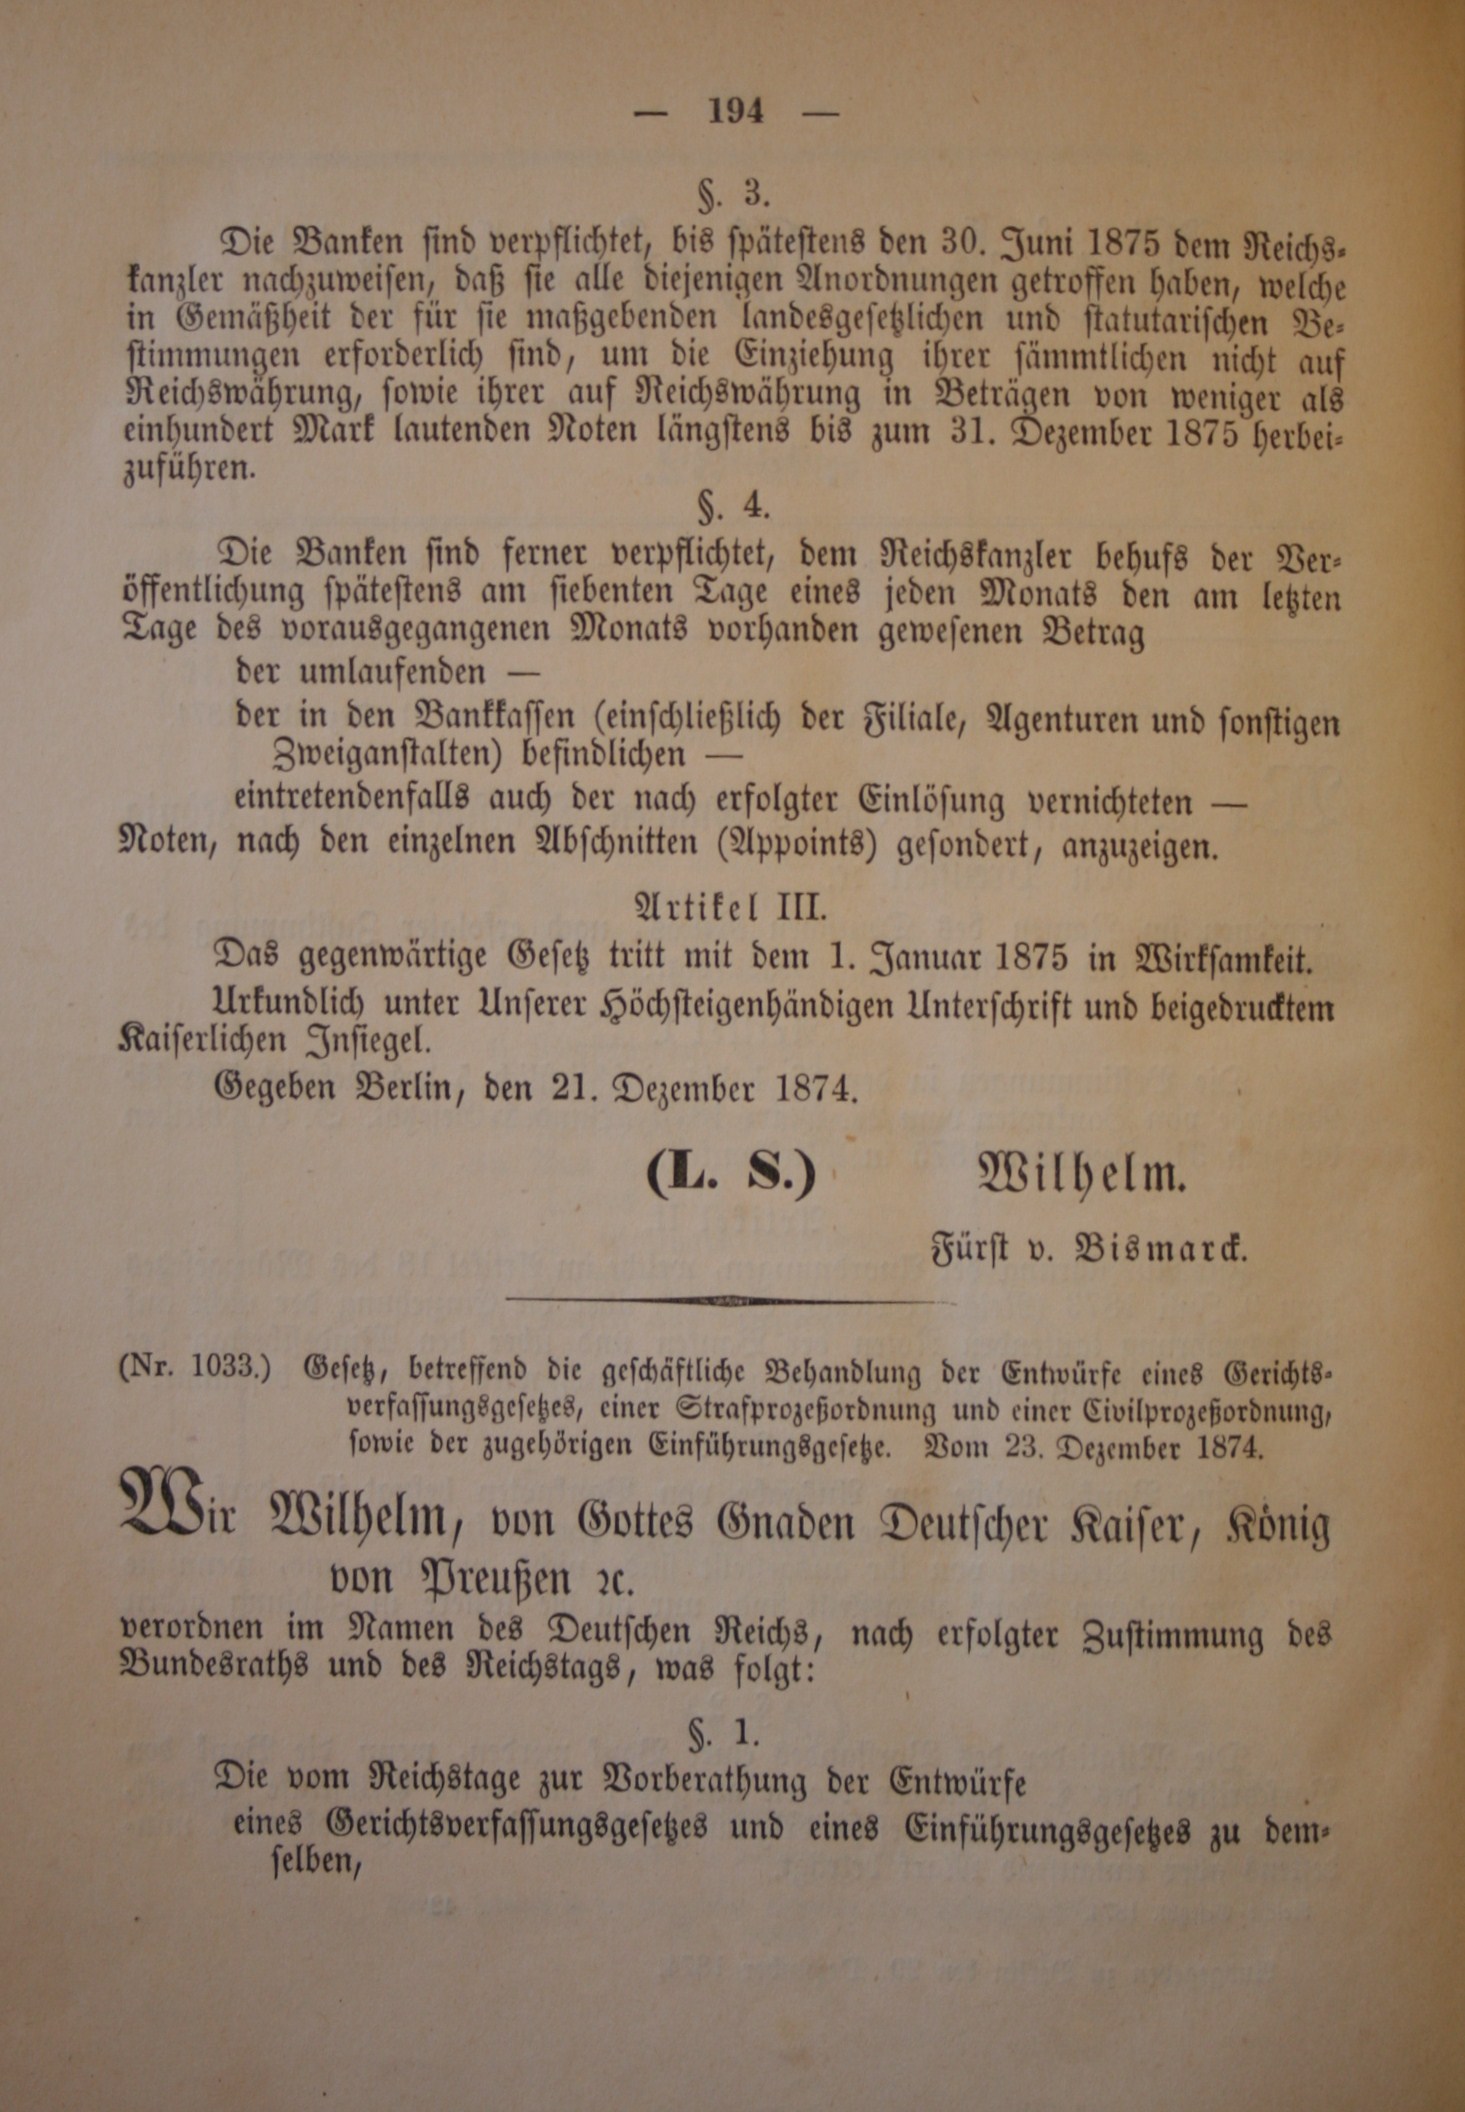 — 194 —
§. 3.
Die Banken sind verpflichtet, bis spätestens den 30. Juni 1875 dem Reichs-
kanzler nachzuweisen, daß sie alle diejenigen Anordnungen getroffen haben, welche
in Gemäßheit der für sie maßgebenden landesgesetzlichen und statutarischen Be-
stimmungen erforderlich sind, um die Einziehung ihrer sämmtlichen nicht auf
Reichswährung, sowie ihrer auf Reichswährung in Beträgen von weniger als
einhundert Mark lautenden Noten längstens bis zum 31. Dezember 1875 herbei-
zuführen.
§. 4.
Die Banken sind ferner verpflichtet, dem Reichskanzler behufs der Ver-
öffentlichung spätestens am siebenten Tage eines jeden Monats den am letzten
Tage des vorausgegangenen Monats vorhanden gewesenen Betrag
der umlaufenden —
der in den Bankkassen (einschließlich der Filiale, Agenturen und sonstigen
Zweiganstalten) befindlichen —
eintretendenfalls auch der nach erfolgter Einlösung vernichteten —
Noten, nach den einzelnen Abschnitten (Appoints) gesondert, anzuzeigen.
Artikel III.
Das gegenwärtige Gesetz tritt mit dem 1. Januar 1875 in Wirksamkeit.
Urkundlich unter Unserer Höchsteigenhändigen Unterschrift und beigedrucktem
Kaiserlichen Insiegel.
Gegeben Berlin, den 21. Dezember 1874.
(L. S.) Wilhelm.
Fürst v. Bismarck.
(Nr. 1033.) Gesetz, betreffend die geschäftliche Behandlung der Entwürfe eines Gerichts-
verfassungsgesetzes, einer Strafprozeßordnung und einer Civilprozeßordnung,
sowie der zugehörigen Einführungsgesetze. Vom 23. Dezember 1874.
Wir Wilhelm, von Gottes Gnaden Deutscher Kaiser, König
von Preußen ꝛc.
verordnen im Namen des Deutschen Reichs, nach erfolgter Zustimmung des
Bundesraths und des Reichstags, was folgt:
§. 1.
Die vom Reichstage zur Vorberathung der Entwürfe
eines Gerichtsverfassungsgesetzes und eines Einführungsgesetzes zu dem-
selben,